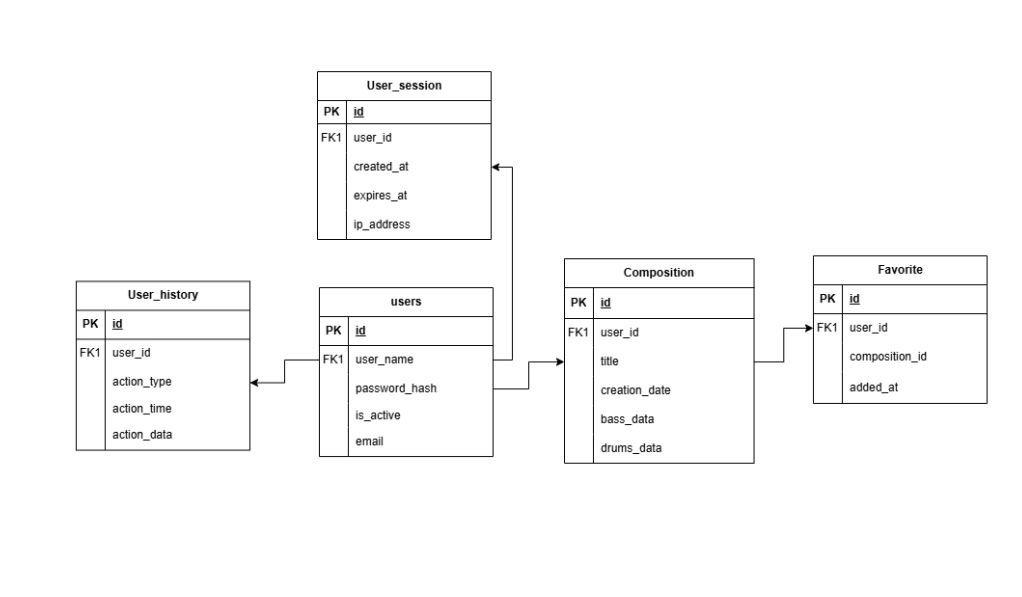 User_session
PK id
FK1 user_id
created_at
expires_at
ip_address
User_history
PK id
FK1 user_id
action_type
action_time
action_data
users
PK id
FK1 user_name
password_hash
is_active
email
Composition
PK id
FK1 user_id
title
creation_date
bass_data
drums_data
Favorite
PK id
FK1 user_id
composition_id
added_at